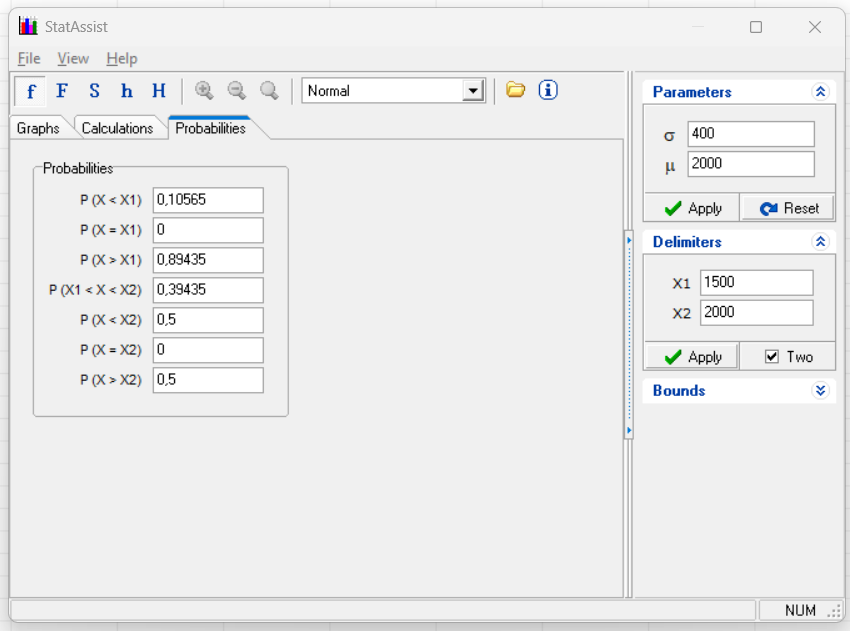 StatAssist
File View Help
f F S h H Normal
Graphs Calculations Probabilities
Probabilities
P (X < X1) 0,10565
P (X = X1) 0
P (X > X1) 0,89435
P (X1 < X < X2) 0,39435
P (X < X2) 0,5
P (X = X2) 0
P (X > X2) 0,5
Parameters
σ 400
μ 2000
Apply Reset
Delimiters
X1 1500
X2 2000
Apply Two
Bounds
NUM